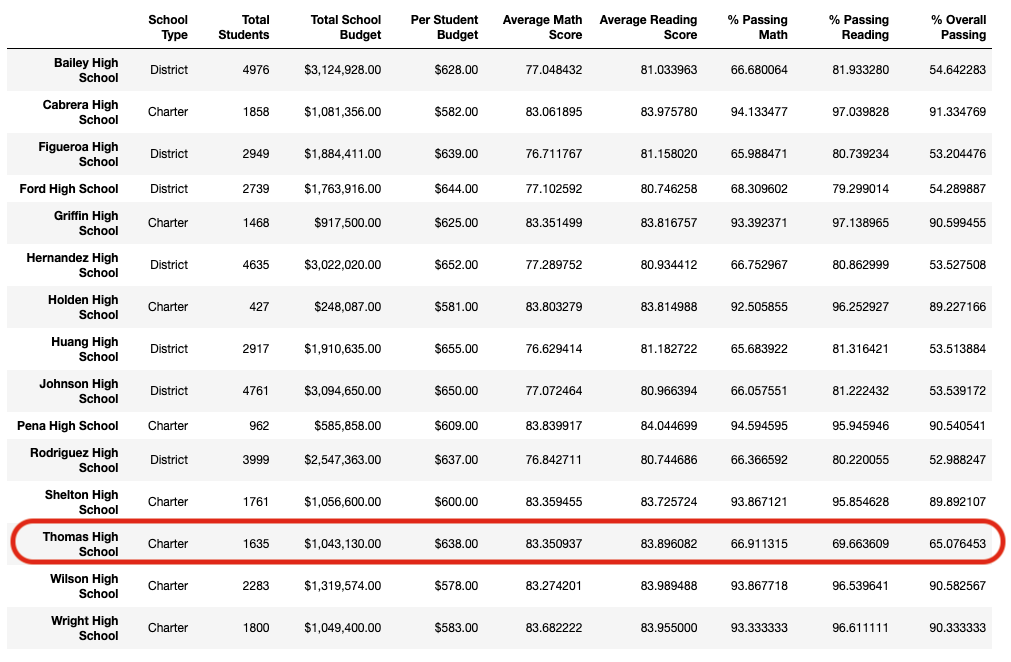 School Type Total Students Total School Budget Per Student Budget Average Math Score Average Reading Score % Passing Math % Passing Reading % Overall Passing
Bailey High School District 4976 $3,124,928.00 $628.00 77.048432 81.033963 66.680064 81.933280 54.642283
Cabrera High School Charter 1858 $1,081,356.00 $582.00 83.061895 83.975780 94.133477 97.039828 91.334769
Figueroa High School District 2949 $1,884,411.00 $639.00 76.711767 81.158020 65.988471 80.739234 53.204476
Ford High School District 2739 $1,763,916.00 $644.00 77.102592 80.746258 68.309602 79.299014 54.289887
Griffin High School Charter 1468 $917,500.00 $625.00 83.351499 83.816757 93.392371 97.138965 90.599455
Hernandez High School District 4635 $3,022,020.00 $652.00 77.289752 80.934412 66.752967 80.862999 53.527508
Holden High School Charter 427 $248,087.00 $581.00 83.803279 83.814988 92.505855 96.252927 89.227166
Huang High School District 2917 $1,910,635.00 $655.00 76.629414 81.182722 65.683922 81.316421 53.513884
Johnson High School District 4761 $3,094,650.00 $650.00 77.072464 80.966394 66.057551 81.222432 53.539172
Pena High School Charter 962 $585,858.00 $609.00 83.839917 84.044699 94.594595 95.945946 90.540541
Rodriguez High School District 3999 $2,547,363.00 $637.00 76.842711 80.744686 66.366592 80.220055 52.988247
Shelton High School Charter 1761 $1,056,600.00 $600.00 83.359455 83.725724 93.867121 95.854628 89.892107
Thomas High School Charter 1635 $1,043,130.00 $638.00 83.350937 83.896082 66.911315 69.663609 65.076453
Wilson High School Charter 2283 $1,319,574.00 $578.00 83.274201 83.989488 93.867718 96.539641 90.582567
Wright High School Charter 1800 $1,049,400.00 $583.00 83.682222 83.955000 93.333333 96.611111 90.333333